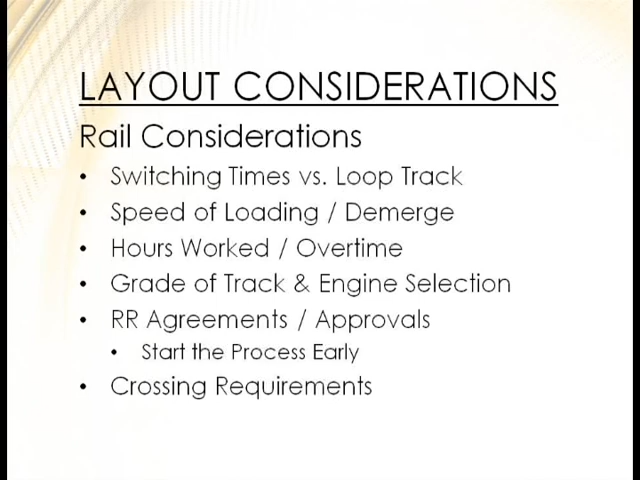 LAYOUT CONSIDERATIONS
Rail Considerations
• Switching Times vs. Loop Track
• Speed of Loading / Demerge
• Hours Worked / Overtime
• Grade of Track & Engine Selection
• RR Agreements / Approvals
• Start the Process Early
• Crossing Requirements